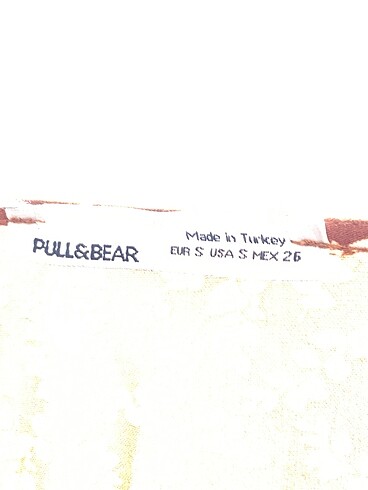 PULL&BEAR
Made in Turkey
EUR S USA S MEX 26